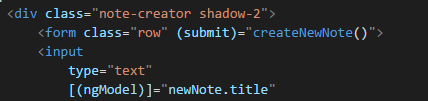 <div class="note-creator shadow-2">
<form class="row" (submit)="createNewNote()">
<input
type="text"
[(ngModel)]="newNote.title"